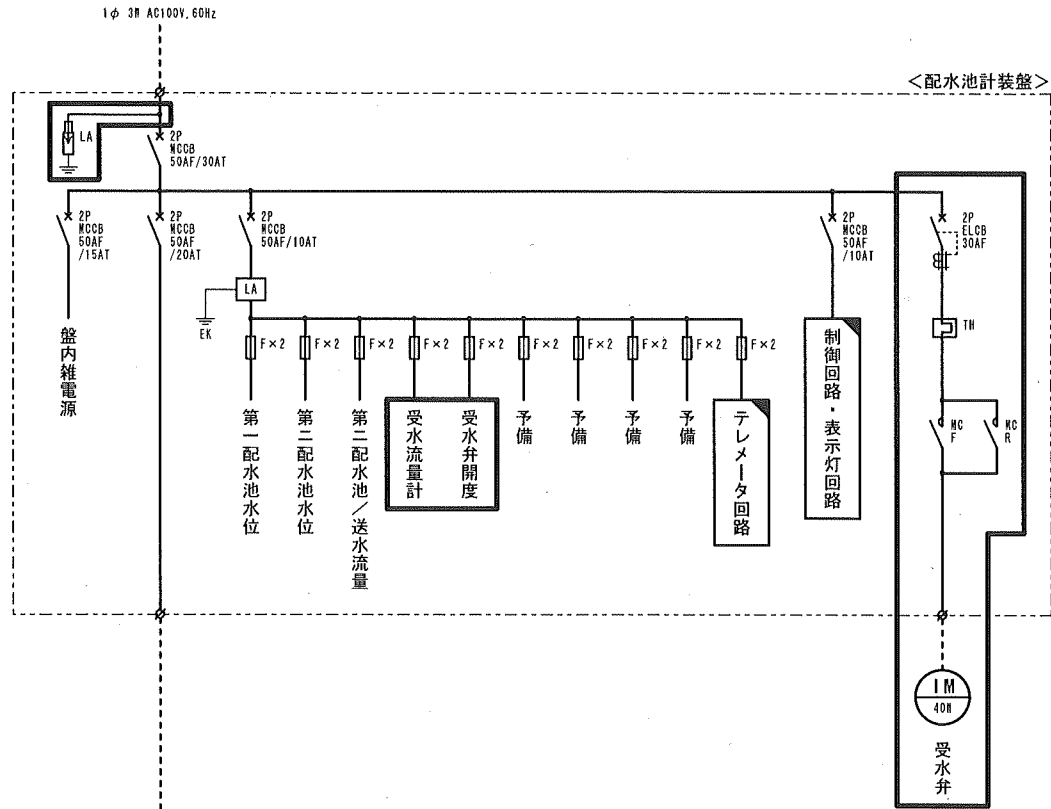 1φ 3W AC100V,60Hz
<配水池計装盤>
LA
2P
MCCB
50AF/30AT
2P
MCCB
50AF
/15AT
2P
MCCB
50AF
/20AT
2P
MCCB
50AF/10AT
2P
MCCB
50AF
/10AT
2P
ELCB
30AF
LA
EK
TH
F×2
F×2
F×2
F×2
F×2
F×2
F×2
F×2
F×2
F×2
MC
F
MC
R
盤内雑電源
第一配水池水位
第二配水池水位
第二配水池/送水流量
受水流量計
受水弁開度
予備
予備
予備
予備
テレメータ回路
制御回路・表示灯回路
IM
40W
受水弁